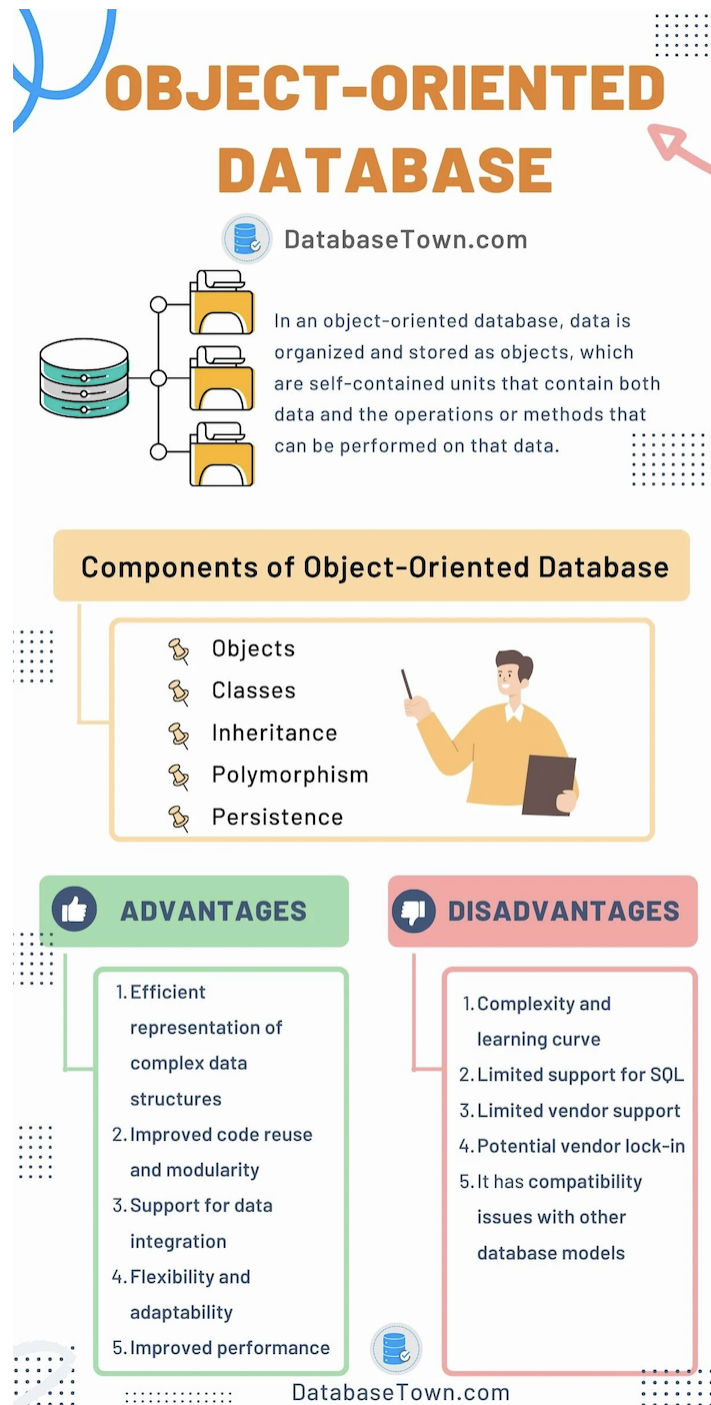 OBJECT-ORIENTED
DATABASE
DatabaseTown.com
In an object-oriented database, data is
organized and stored as objects, which
are self-contained units that contain both
data and the operations or methods that
can be performed on that data.
Components of Object-Oriented Database
Objects
Classes
Inheritance
Polymorphism
Persistence
ADVANTAGES
1. Efficient
representation of
complex data
structures
2. Improved code reuse
and modularity
3. Support for data
integration
4. Flexibility and
adaptability
5. Improved performance
DISADVANTAGES
1. Complexity and
learning curve
2. Limited support for SQL
3. Limited vendor support
4. Potential vendor lock-in
5. It has compatibility
issues with other
database models
DatabaseTown.com